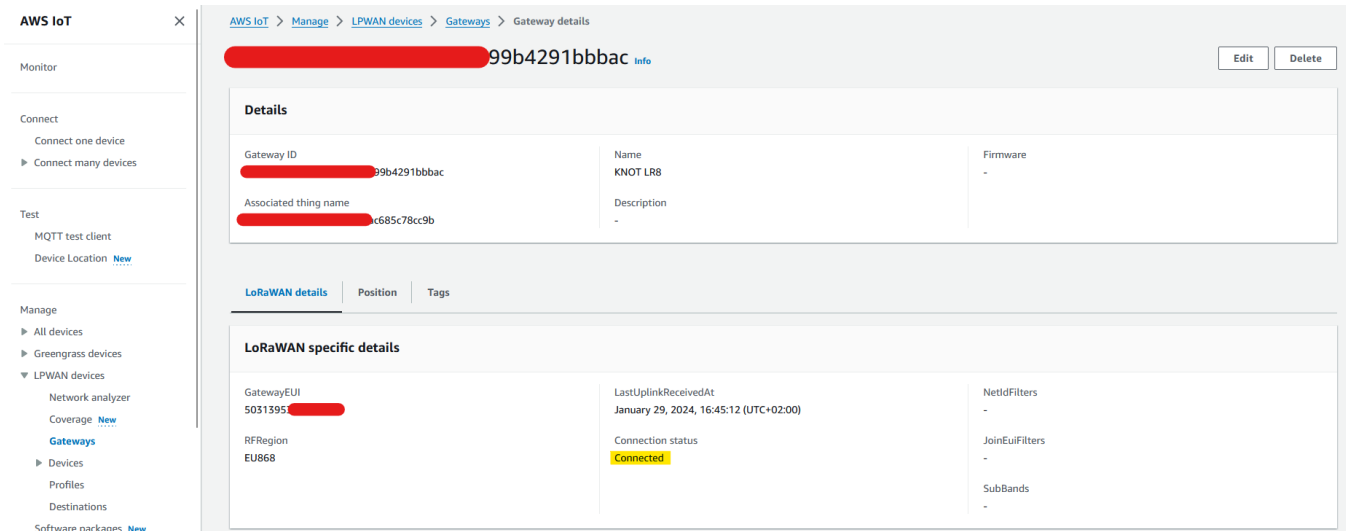 AWS IoT
Monitor
Connect
Connect one device
Connect many devices
Test
MQTT test client
Device Location New
Manage
All devices
Greengrass devices
LPWAN devices
Network analyzer
Coverage New
Gateways
Devices
Profiles
Destinations
Software packages New
AWS IoT > Manage > LPWAN devices > Gateways > Gateway details
99b4291bbbac Info
Edit Delete
Details
Gateway ID
99b4291bbbac
Associated thing name
c685c78cc9b
Name
KNOT LR8
Description
-
Firmware
-
LoRaWAN details Position Tags
LoRaWAN specific details
GatewayEUI
5031395
RFRegion
EU868
LastUplinkReceivedAt
January 29, 2024, 16:45:12 (UTC+02:00)
Connection status
Connected
NetIdFilters
-
JoinEuiFilters
-
SubBands
-